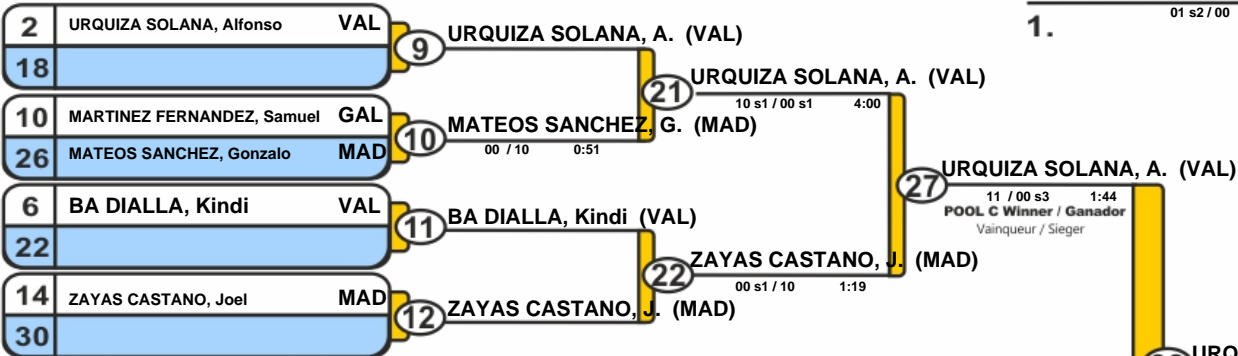 01 s2 / 00
1.
2 URQUIZA SOLANA, Alfonso VAL
18
9 URQUIZA SOLANA, A. (VAL)
10 MARTINEZ FERNANDEZ, Samuel GAL
26 MATEOS SANCHEZ, Gonzalo MAD
10 MATEOS SANCHEZ, G. (MAD)
00 / 10 0:51
21 URQUIZA SOLANA, A. (VAL)
10 s1 / 00 s1 4:00
6 BA DIALLA, Kindi VAL
22
11 BA DIALLA, Kindi (VAL)
14 ZAYAS CASTANO, Joel MAD
30
12 ZAYAS CASTANO, J. (MAD)
22 ZAYAS CASTANO, J. (MAD)
00 s1 / 10 1:19
27 URQUIZA SOLANA, A. (VAL)
11 / 00 s3 1:44
POOL C Winner / Ganador
Vainqueur / Sieger